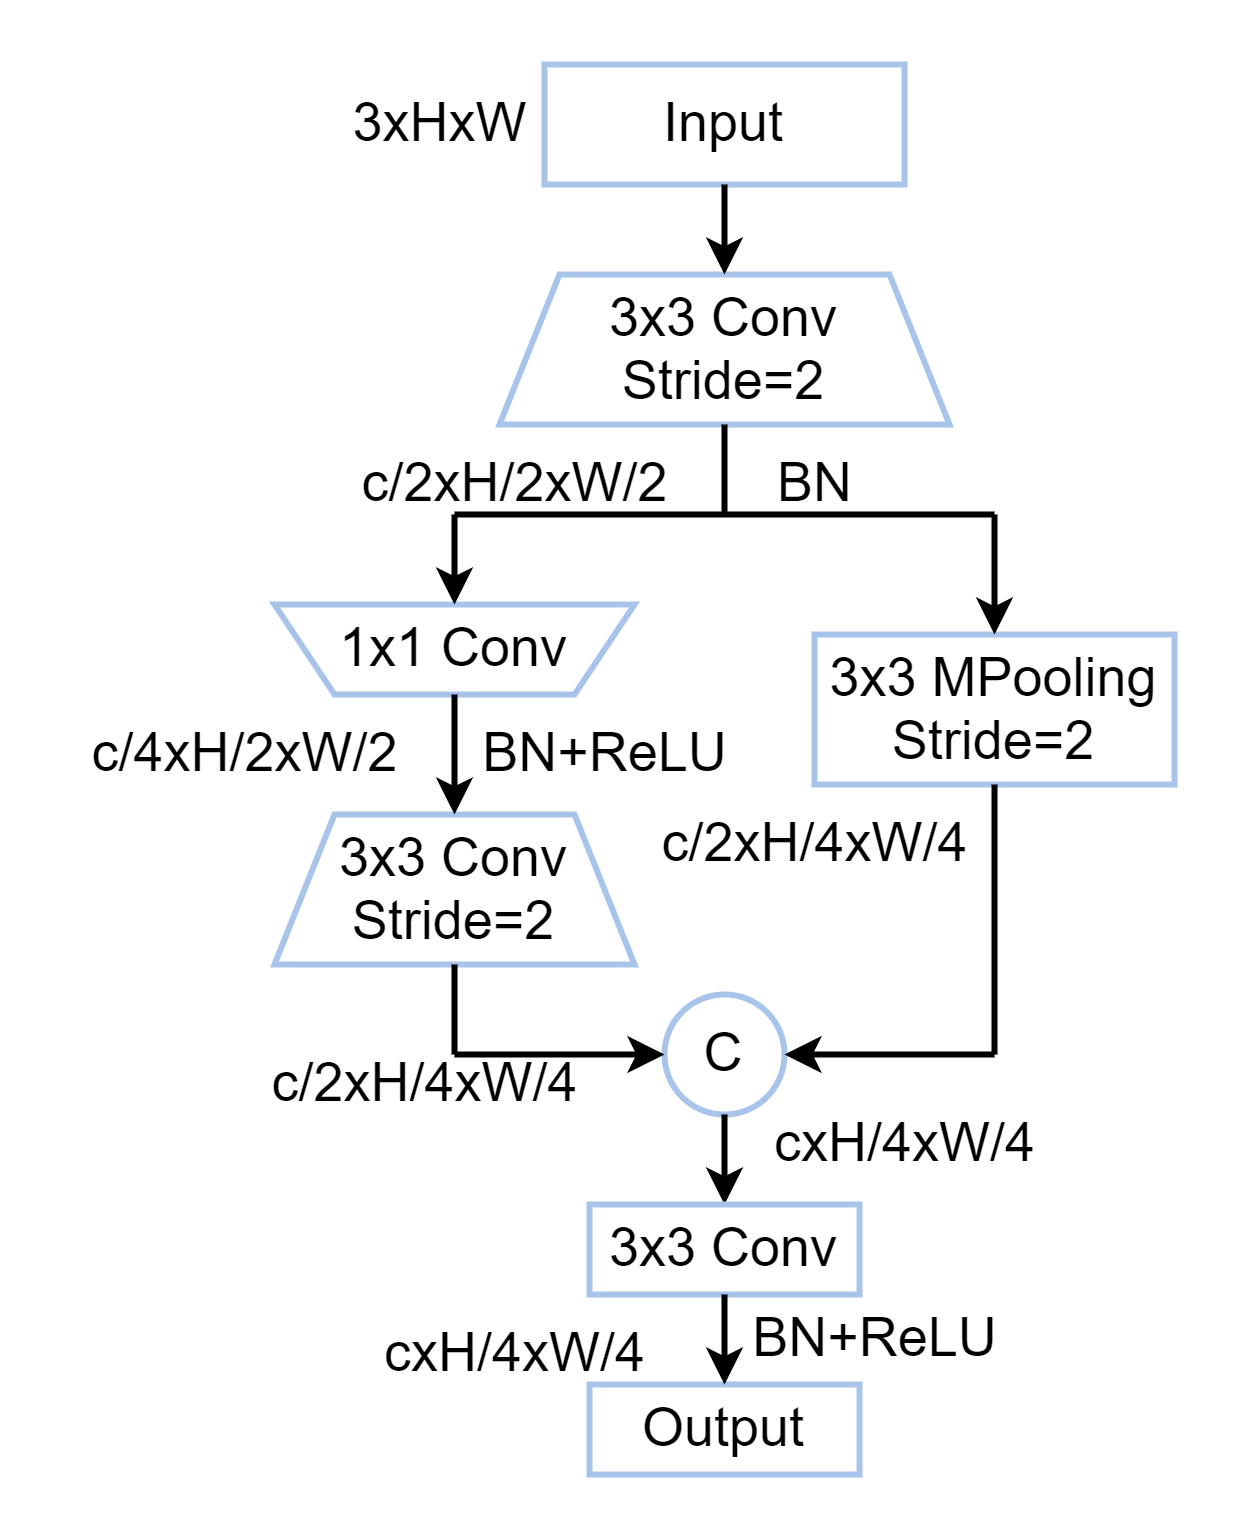 3xHxW
Input
3x3 Conv
Stride=2
c/2xH/2xW/2
BN
1x1 Conv
3x3 MPooling
Stride=2
c/4xH/2xW/2
BN+ReLU
c/2xH/4xW/4
3x3 Conv
Stride=2
C
c/2xH/4xW/4
cxH/4xW/4
3x3 Conv
cxH/4xW/4
BN+ReLU
Output